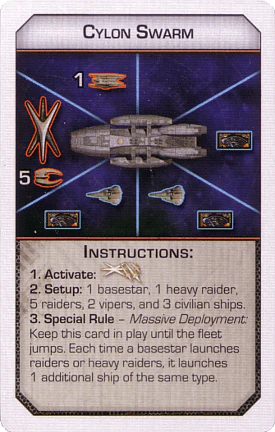 CYLON SWARM
1
5
INSTRUCTIONS:
1. Activate:
2. Setup: 1 basestar, 1 heavy raider,
5 raiders, 2 vipers, and 3 civilian ships.
3. Special Rule – Massive Deployment:
Keep this card in play until the fleet
jumps. Each time a basestar launches
raiders or heavy raiders, it launches
1 additional ship of the same type.